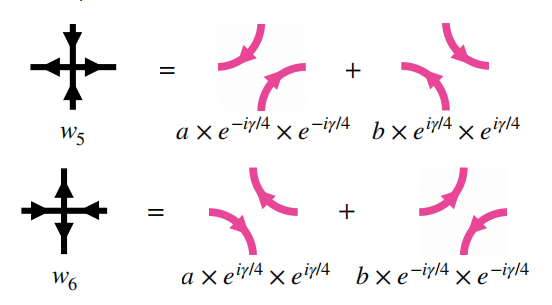 = +
w₅ a × e^{-iγ/4} × e^{-iγ/4} b × e^{iγ/4} × e^{iγ/4}
= +
w₆ a × e^{iγ/4} × e^{iγ/4} b × e^{-iγ/4} × e^{-iγ/4}